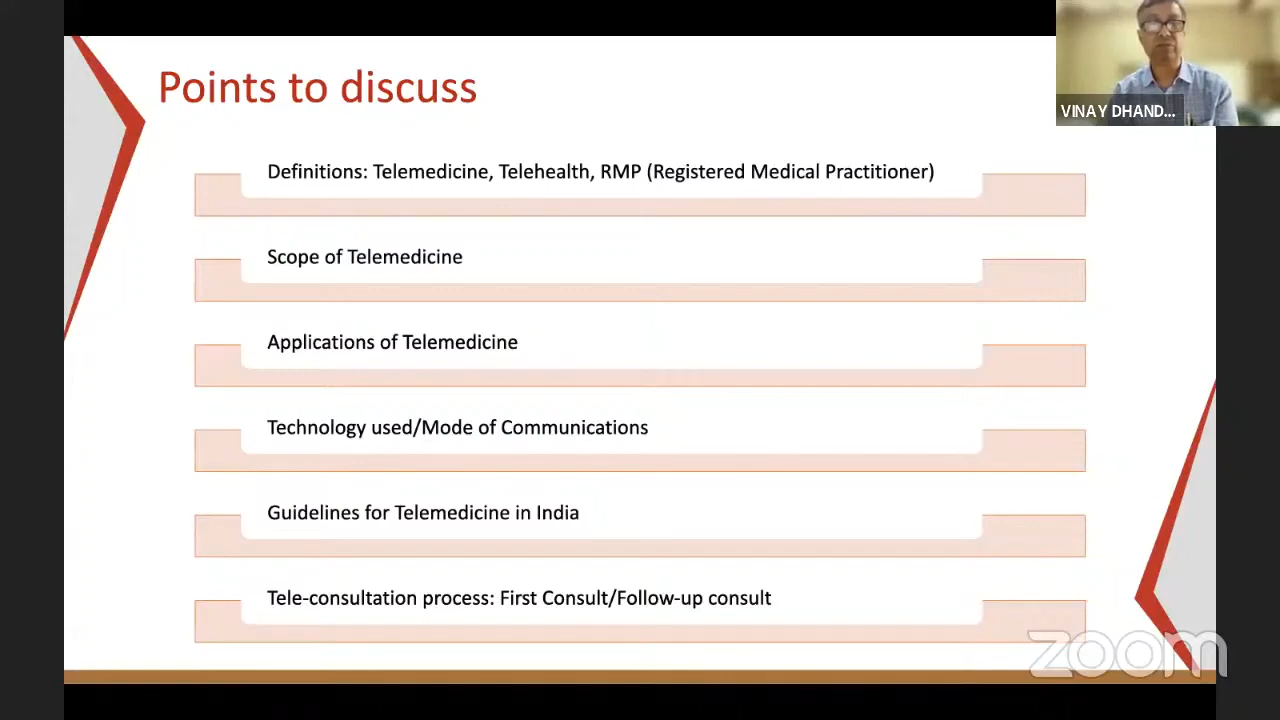 Points to discuss
VINAY DHAND...
Definitions: Telemedicine, Telehealth, RMP (Registered Medical Practitioner)
Scope of Telemedicine
Applications of Telemedicine
Technology used/Mode of Communications
Guidelines for Telemedicine in India
Tele-consultation process: First Consult/Follow-up consult
zoom